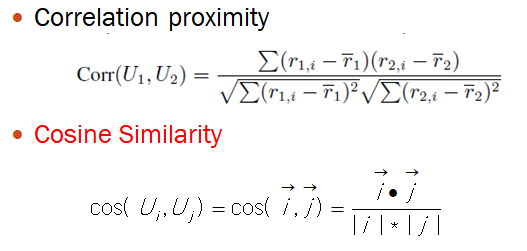 • Correlation proximity
Corr(U₁, U₂) = ∑(r₁,ᵢ − r̅₁)(r₂,ᵢ − r̅₂) / √∑(r₁,ᵢ − r̅₁)² √∑(r₂,ᵢ − r̅₂)²
• Cosine Similarity
cos( Uᵢ, Uⱼ) = cos( i⃗, j⃗) = i⃗ • j⃗ / | i | * | j |